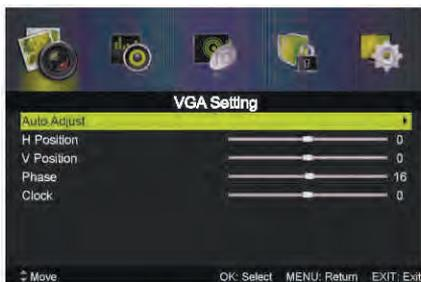 VGA Setting
Auto Adjust
H Position 0
V Position 0
Phase 16
Clock 0
Move OK: Select MENU: Return EXIT: Exit